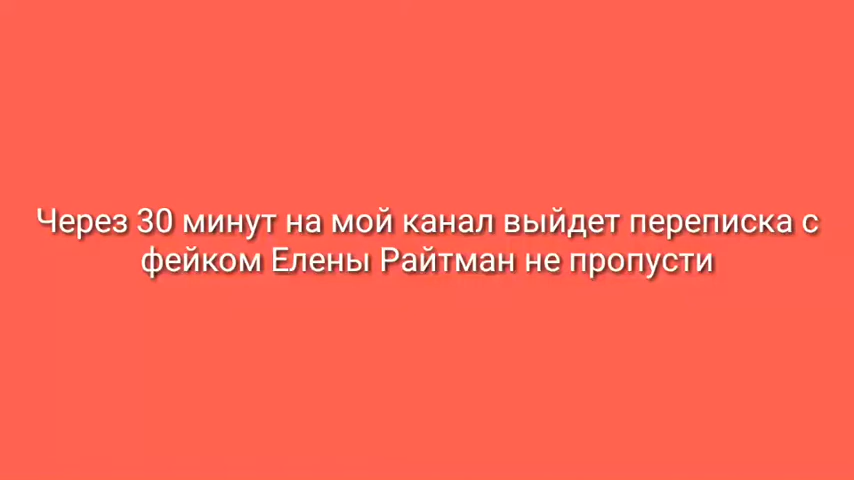 Через 30 минут на мой канал выйдет переписка с
фейком Елены Райтман не пропусти